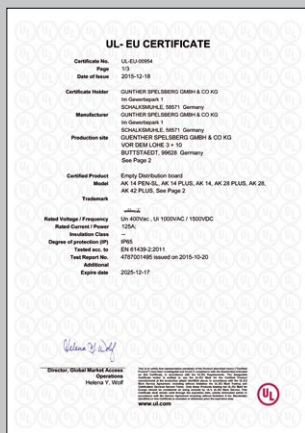 UL- EU CERTIFICATE
Certificate No. UL-EU-00954
Page 1/3
Date of Issue 2015-12-18
Certificate Holder GUNTHER SPELSBERG GMBH & CO KG
Im Gewerbepark 1
SCHALKSMUHLE, 58571 Germany
Manufacturer GUNTHER SPELSBERG GMBH & CO KG
Im Gewerbepark 1
SCHALKSMUHLE, 58571 Germany
Production site GUENTHER SPELSBERG GMBH & CO KG
VOR DEM LOHE 3 + 10
BUTTSTAEDT, 99628 Germany
See Page 2
Certified Product Empty Distribution board
Model AK 14 PEN-SL, AK 14 PLUS, AK 14, AK 28 PLUS, AK 28,
AK 42 PLUS, See Page 2
Trademark
Rated Voltage / Frequency Un 400Vac , Ui 1000VAC / 1500VDC
Rated Current / Power 125A;
Insulation Class –
Degree of protection (IP) IP65
Tested acc. to EN 61439-2:2011
Test Report No. 4787001495 issued on 2015-10-20
Additional
Expire date 2025-12-17
Helena Y. Wolf
Director, Global Market Access
Operations
Helena Y. Wolf
www.ul.com
UL